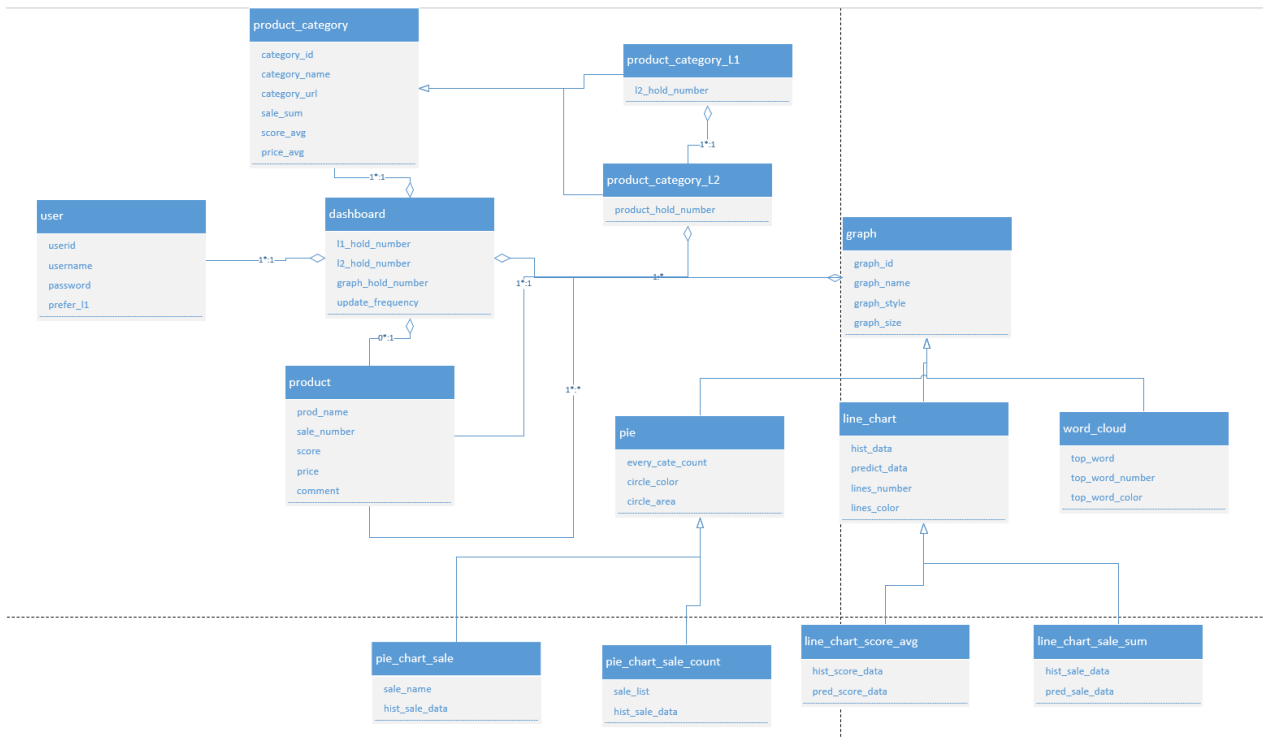 product_category
category_id
category_name
category_url
sale_sum
score_avg
price_avg
product_category_L1
l2_hold_number
1*:1
product_category_L2
product_hold_number
1*:1
user
userid
username
password
prefer_l1
1*:1
dashboard
l1_hold_number
l2_hold_number
graph_hold_number
update_frequency
1:*
1*:1
graph
graph_id
graph_name
graph_style
graph_size
0*:1
product
prod_name
sale_number
score
price
comment
1*:*
pie
every_cate_count
circle_color
circle_area
line_chart
hist_data
predict_data
lines_number
lines_color
word_cloud
top_word
top_word_number
top_word_color
pie_chart_sale
sale_name
hist_sale_data
pie_chart_sale_count
sale_list
hist_sale_data
line_chart_score_avg
hist_score_data
pred_score_data
line_chart_sale_sum
hist_sale_data
pred_sale_data